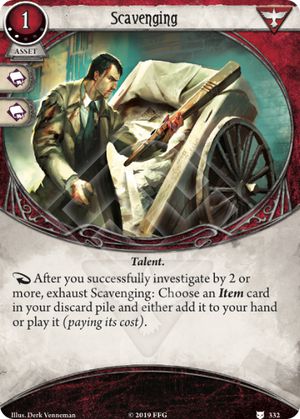 Scavenging
1
ASSET
Talent.
After you successfully investigate by 2 or
more, exhaust Scavenging: Choose an Item card
in your discard pile and either add it to your hand
or play it (paying its cost).
Illus. Derk Venneman
© 2019 FFG
332